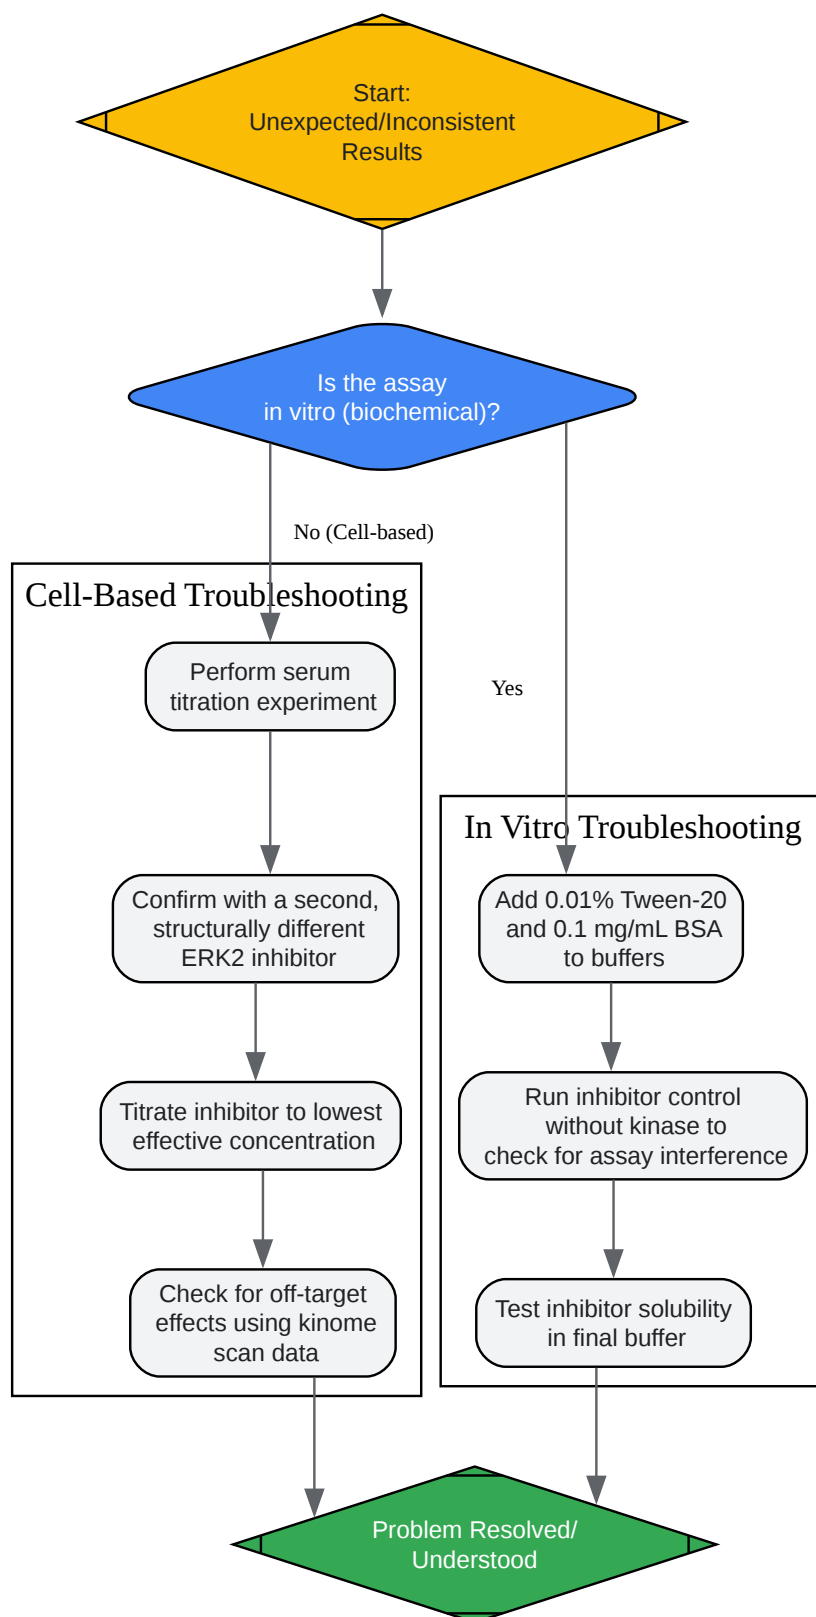 Start:
Unexpected/Inconsistent
Results
Is the assay
in vitro (biochemical)?
No (Cell-based)
Cell-Based Troubleshooting
Perform serum
titration experiment
Yes
Confirm with a second,
structurally different
ERK2 inhibitor
Titrate inhibitor to lowest
effective concentration
Check for off-target
effects using kinome
scan data
In Vitro Troubleshooting
Add 0.01% Tween-20
and 0.1 mg/mL BSA
to buffers
Run inhibitor control
without kinase to
check for assay interference
Test inhibitor solubility
in final buffer
Problem Resolved/
Understood